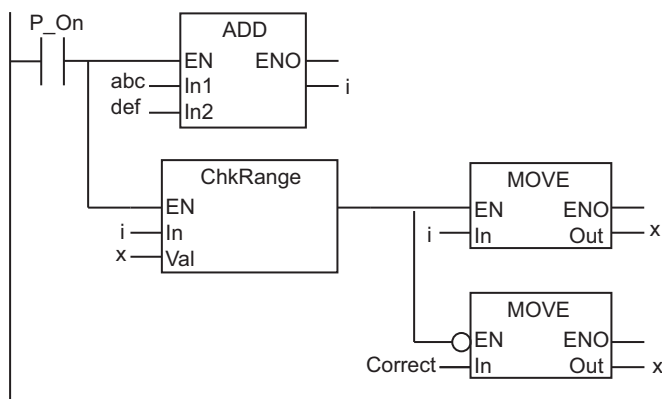 P_On
ADD
EN ENO
abc In1 i
def In2
ChkRange
EN
i In
x Val
MOVE
EN ENO
i In Out x
MOVE
EN ENO
Correct In Out x